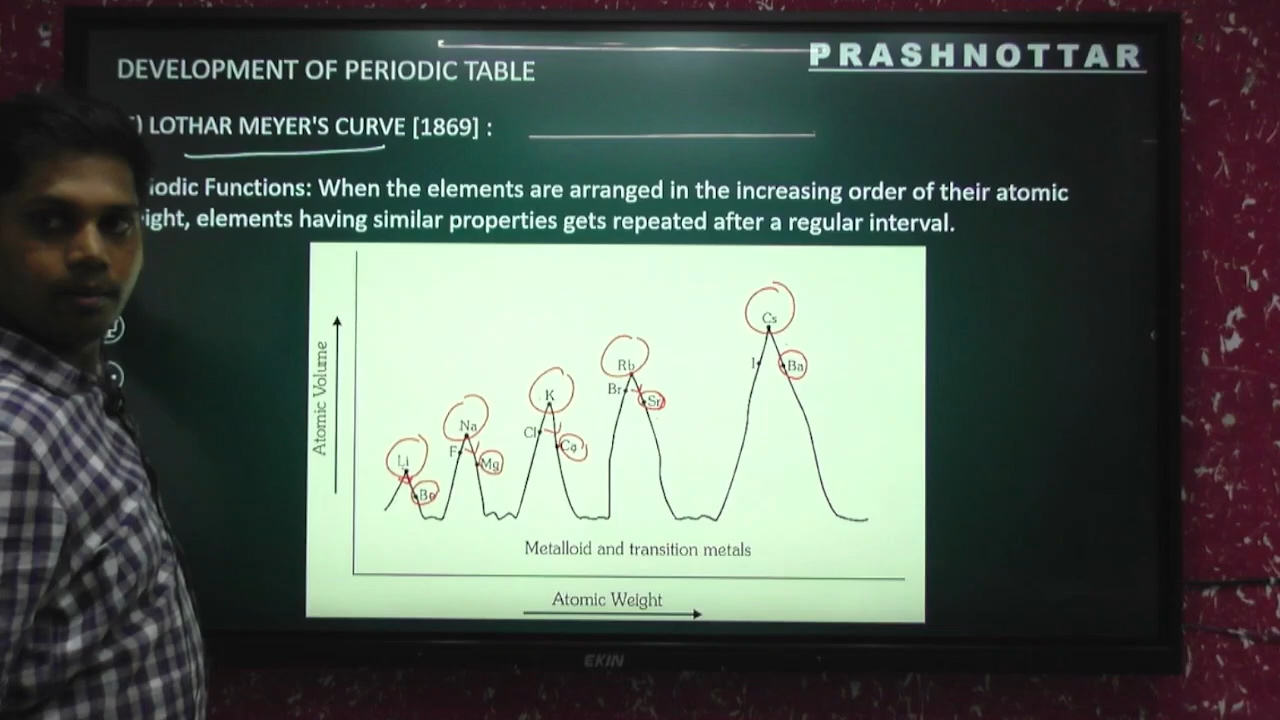 PRASHNOTTAR
DEVELOPMENT OF PERIODIC TABLE
) LOTHAR MEYER'S CURVE [1869] :
iodic Functions: When the elements are arranged in the increasing order of their atomic
ight, elements having similar properties gets repeated after a regular interval.
Cs
I Ba
Rb
Br Sr
K
Cl Ca
Na
F Mg
Li
Be
Atomic Volume
Metalloid and transition metals
Atomic Weight
EKIN